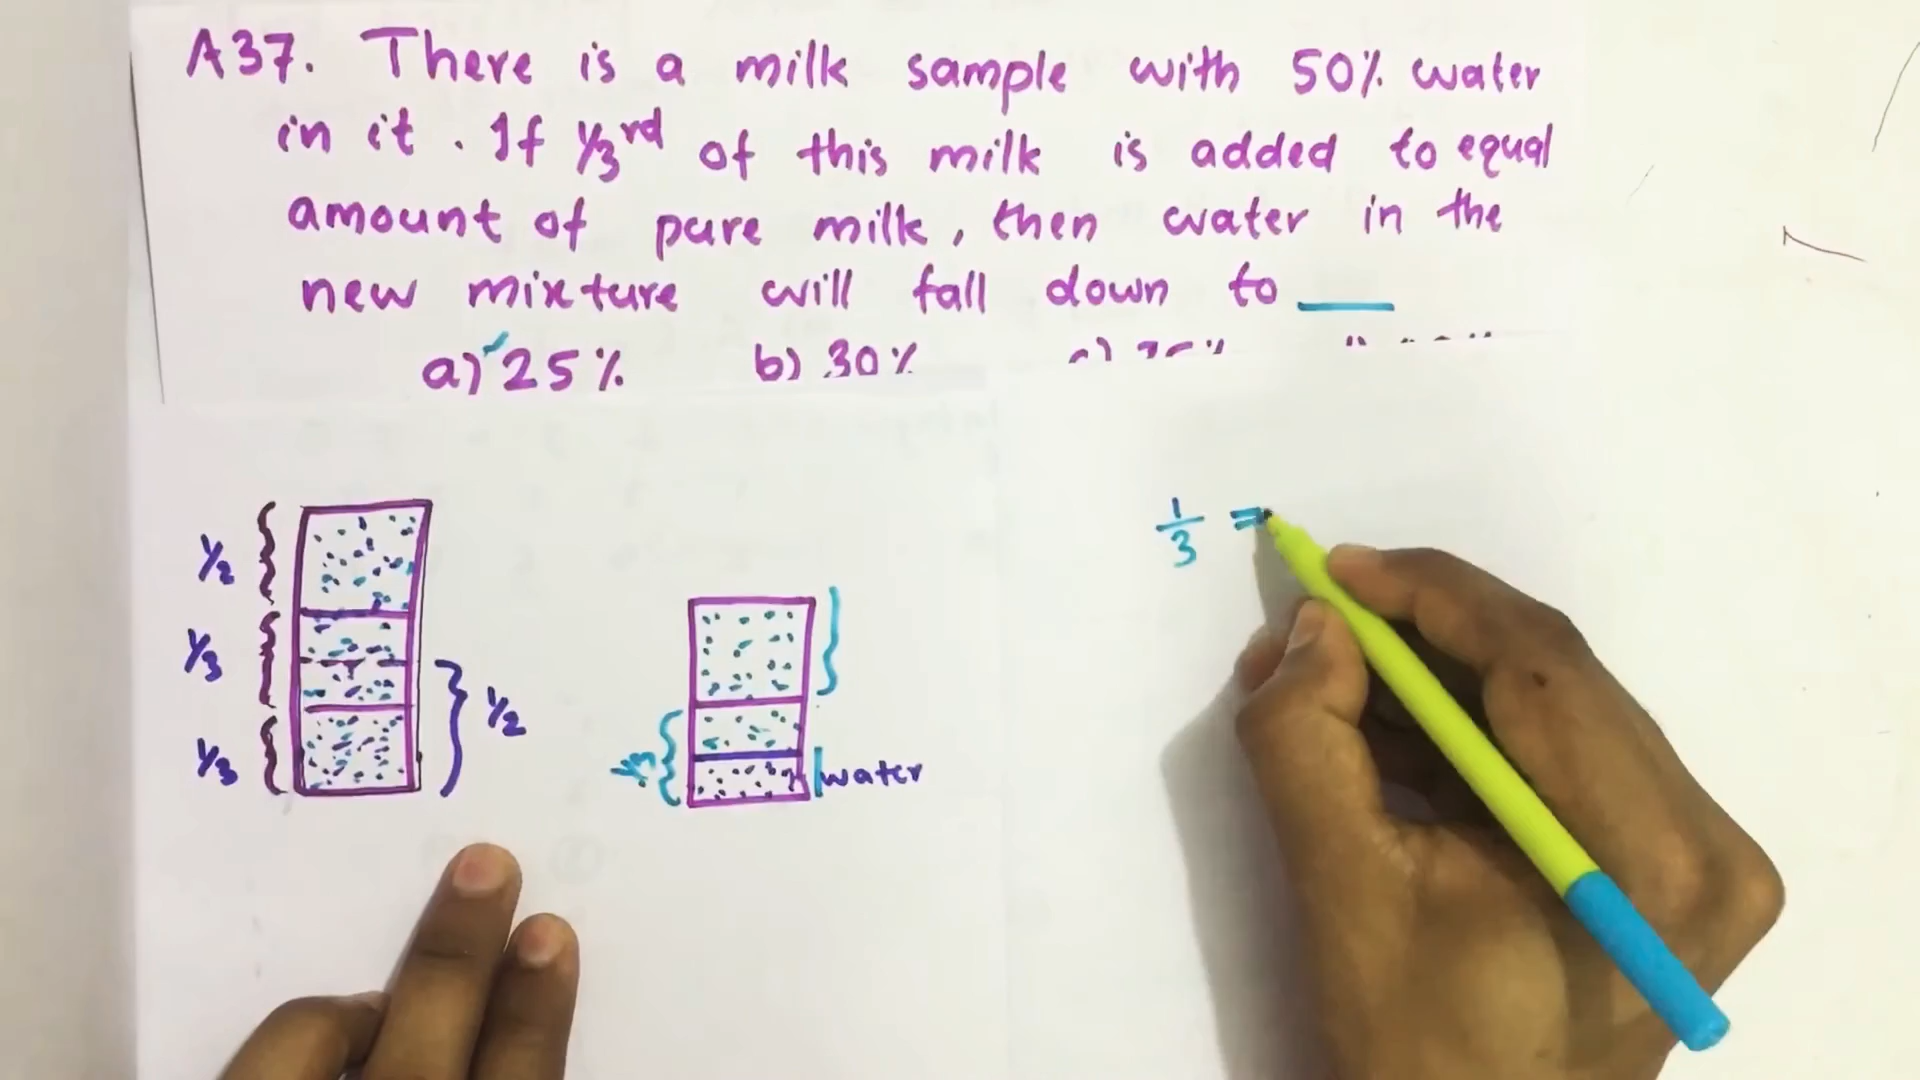 A37. There is a milk sample with 50% water
in it. If 1/3rd of this milk is added to equal
amount of pure milk, then water in the
new mixture will fall down to ___
a) 25% b) 30%
1/2
1/3
1/3
1/2
water
1/3 =